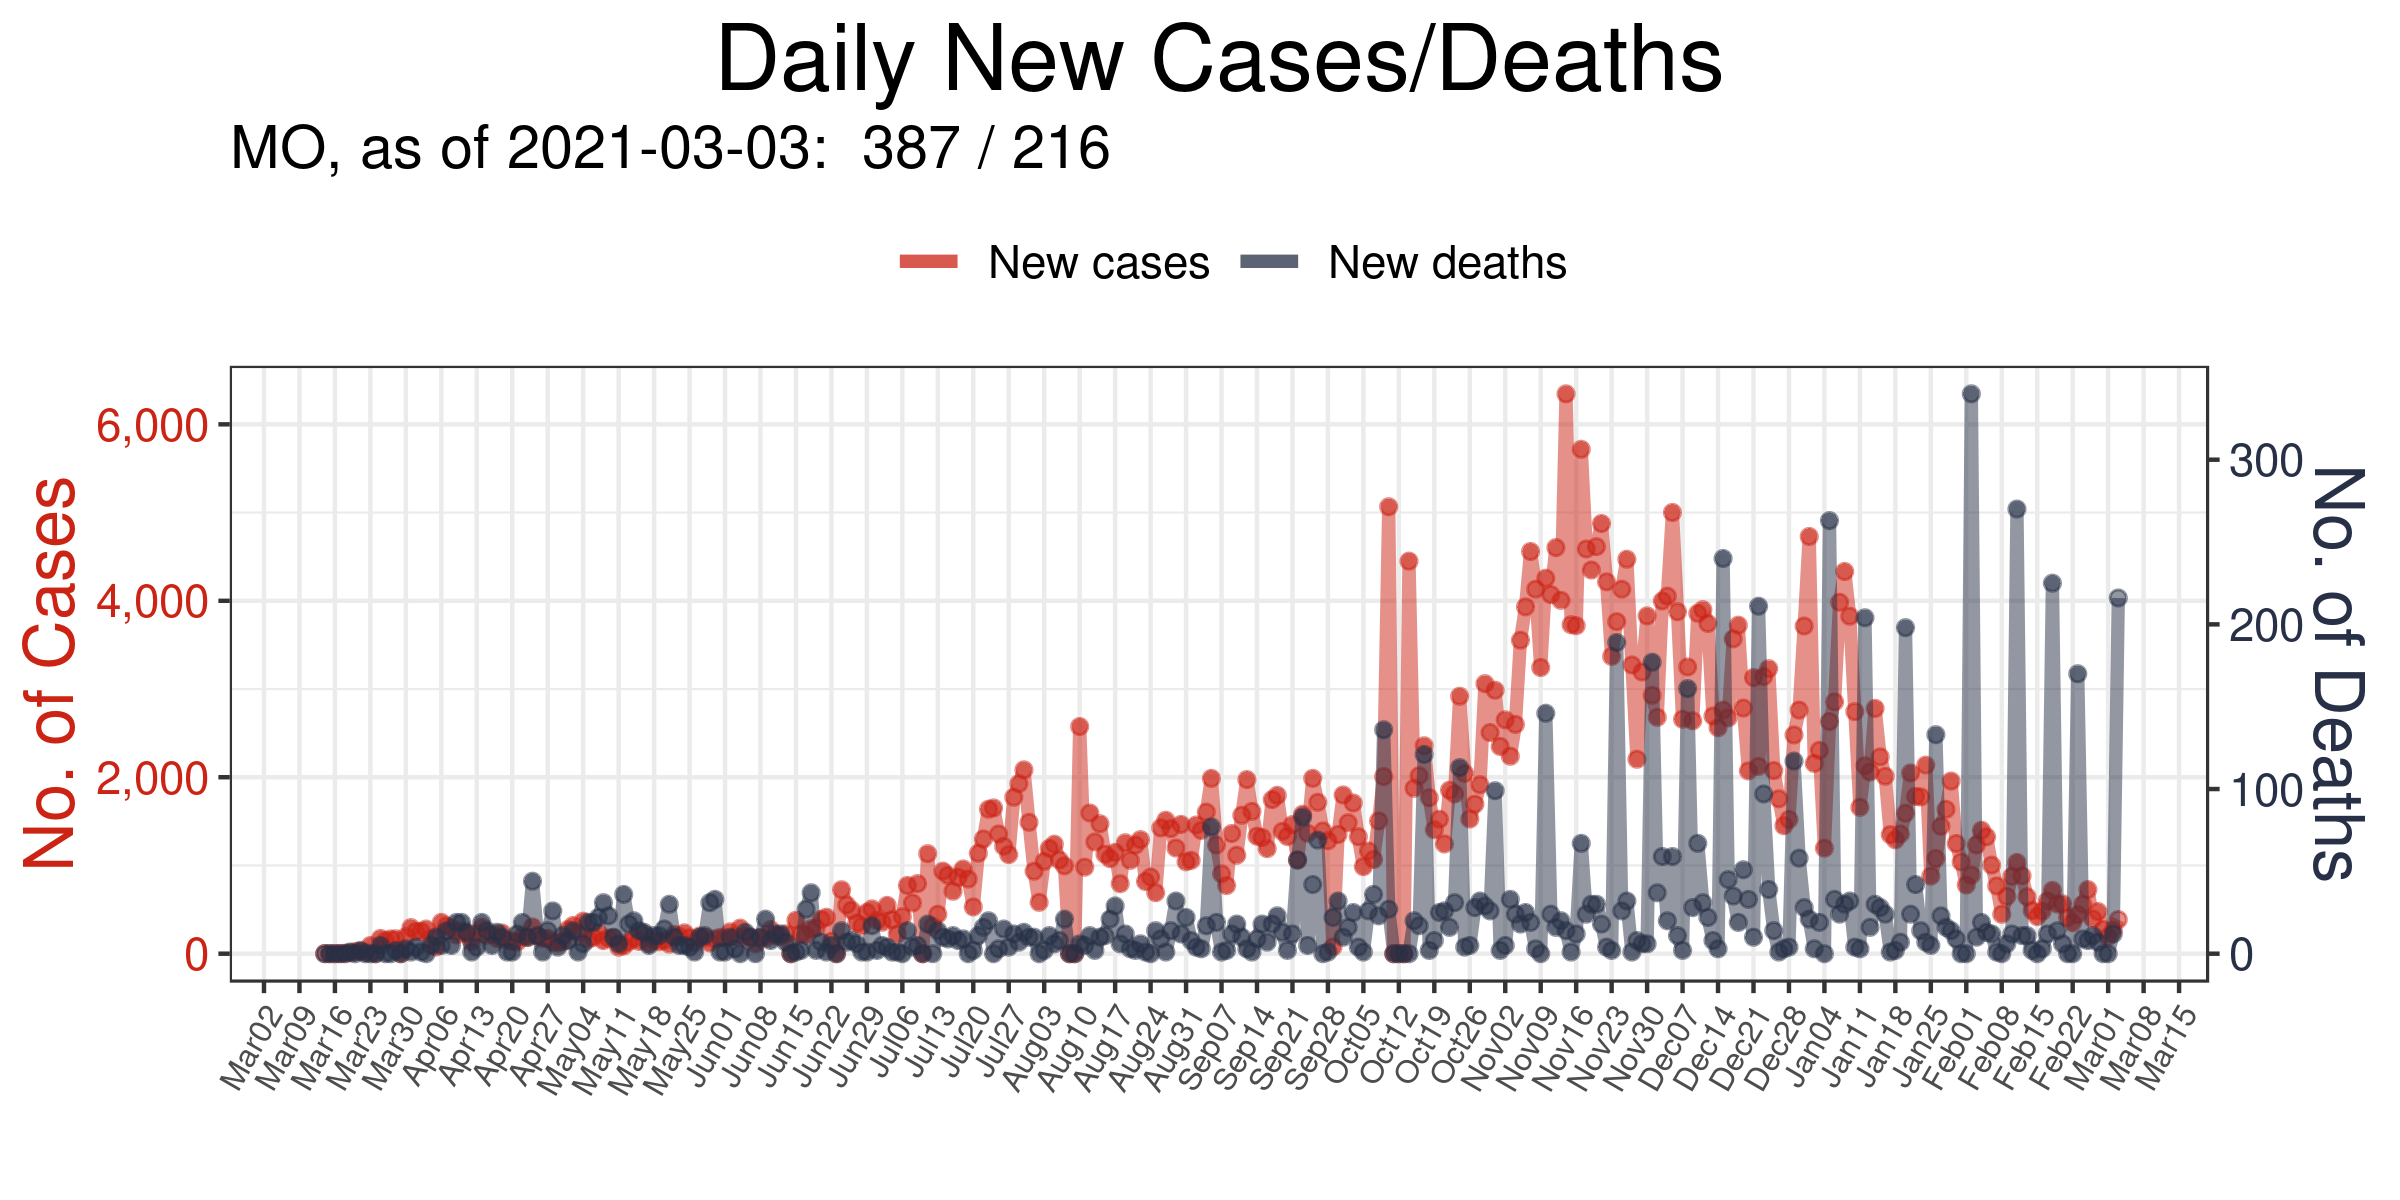 Daily New Cases/Deaths
MO, as of 2021-03-03: 387 / 216
New cases
New deaths
No. of Cases
6,000
4,000
2,000
0
300
200
100
0
No. of Deaths
Mar02
Mar09
Mar16
Mar23
Mar30
Apr06
Apr13
Apr20
Apr27
May04
May11
May18
May25
Jun01
Jun08
Jun15
Jun22
Jun29
Jul06
Jul13
Jul20
Jul27
Aug03
Aug10
Aug17
Aug24
Aug31
Sep07
Sep14
Sep21
Sep28
Oct05
Oct12
Oct19
Oct26
Nov02
Nov09
Nov16
Nov23
Nov30
Dec07
Dec14
Dec21
Dec28
Jan04
Jan11
Jan18
Jan25
Feb01
Feb08
Feb15
Feb22
Mar01
Mar08
Mar15